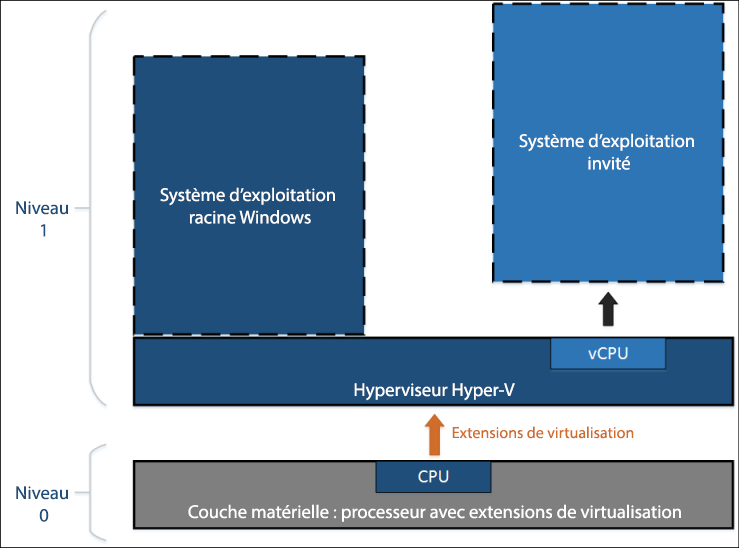 Système d’exploitation
invité
Système d’exploitation
racine Windows
Niveau
1
vCPU
Hyperviseur Hyper-V
Extensions de virtualisation
CPU
Niveau
0
Couche matérielle : processeur avec extensions de virtualisation